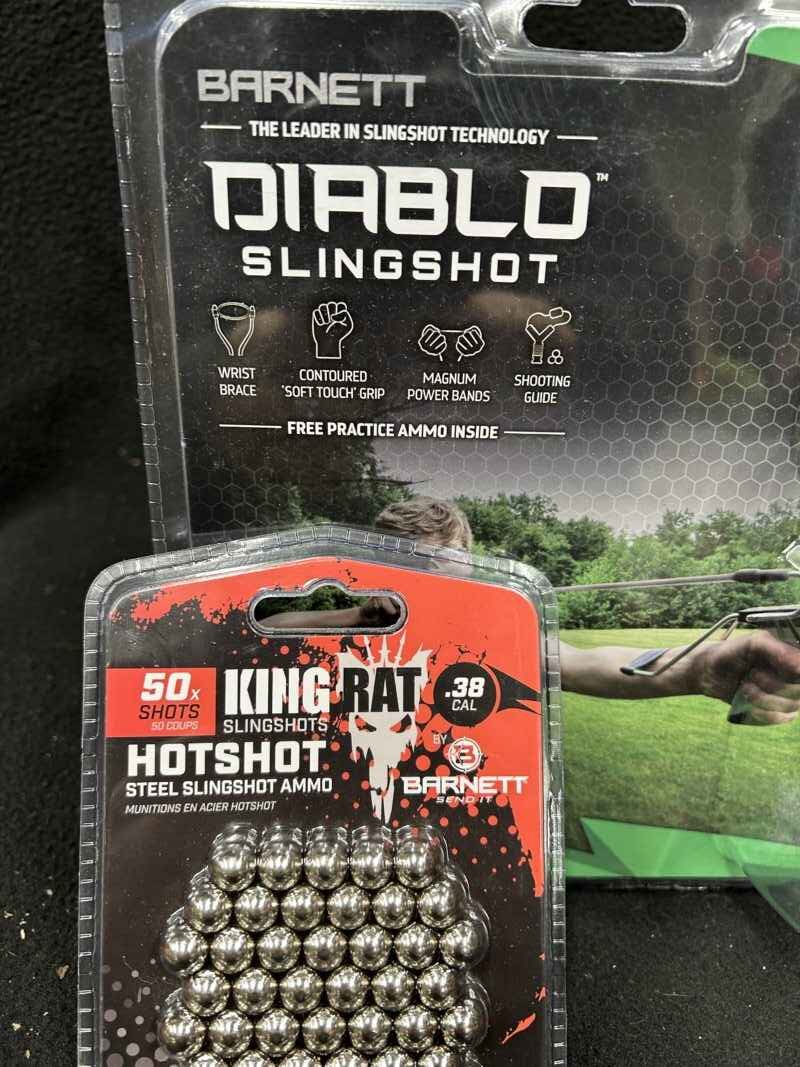 BARNETT
THE LEADER IN SLINGSHOT TECHNOLOGY
DIABLO™
SLINGSHOT
WRIST
BRACE
CONTOURED
'SOFT TOUCH' GRIP
MAGNUM
POWER BANDS
SHOOTING
GUIDE
FREE PRACTICE AMMO INSIDE
50x
SHOTS
50 COUPS
KING RAT
SLINGSHOTS
.38
CAL
HOTSHOT
STEEL SLINGSHOT AMMO
MUNITIONS EN ACIER HOTSHOT
BY
B
BARNETT
SEND IT